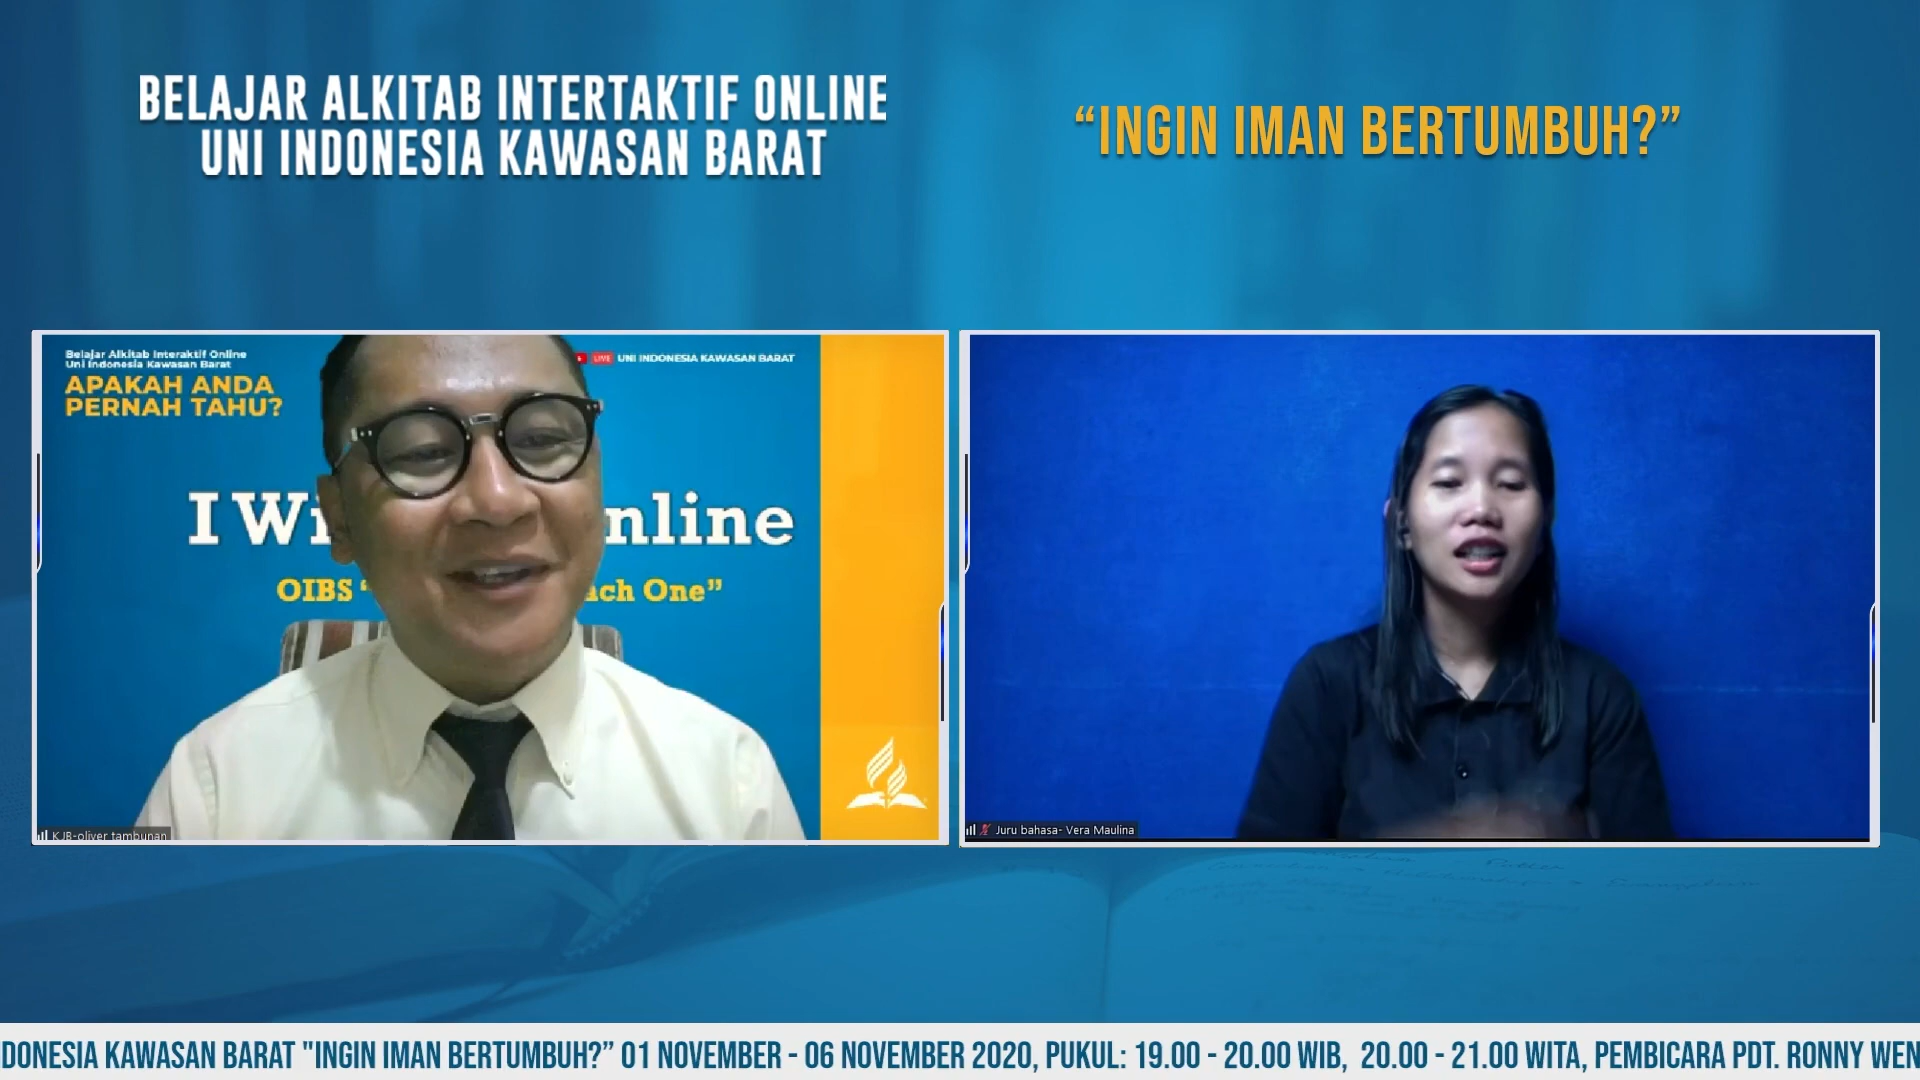 BELAJAR ALKITAB INTERTAKTIF ONLINE
UNI INDONESIA KAWASAN BARAT
“INGIN IMAN BERTUMBUH?”
Belajar Alkitab Interaktif Online
Uni Indonesia Kawasan Barat
APAKAH ANDA
PERNAH TAHU?
LIVE UNI INDONESIA KAWASAN BARAT
I Wi nline
OIBS “ ach One”
KJB-oliver tambunan
Juru bahasa- Vera Maulina
DONESIA KAWASAN BARAT "INGIN IMAN BERTUMBUH?” 01 NOVEMBER - 06 NOVEMBER 2020, PUKUL: 19.00 - 20.00 WIB, 20.00 - 21.00 WITA, PEMBICARA PDT. RONNY WEN